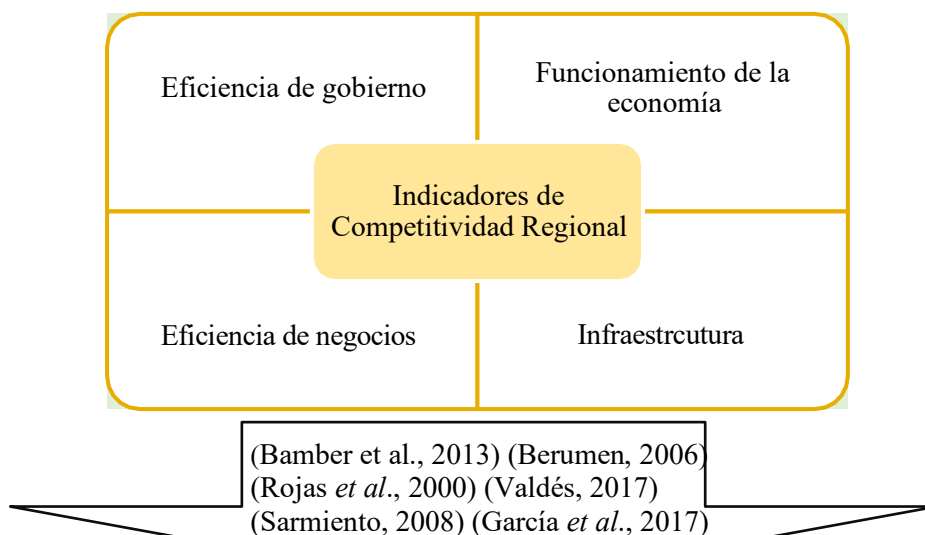 Eficiencia de gobierno
Funcionamiento de la
economía
Indicadores de
Competitividad Regional
Eficiencia de negocios
Infraestrcutura
(Bamber et al., 2013) (Berumen, 2006)
(Rojas et al., 2000) (Valdés, 2017)
(Sarmiento, 2008) (García et al., 2017)